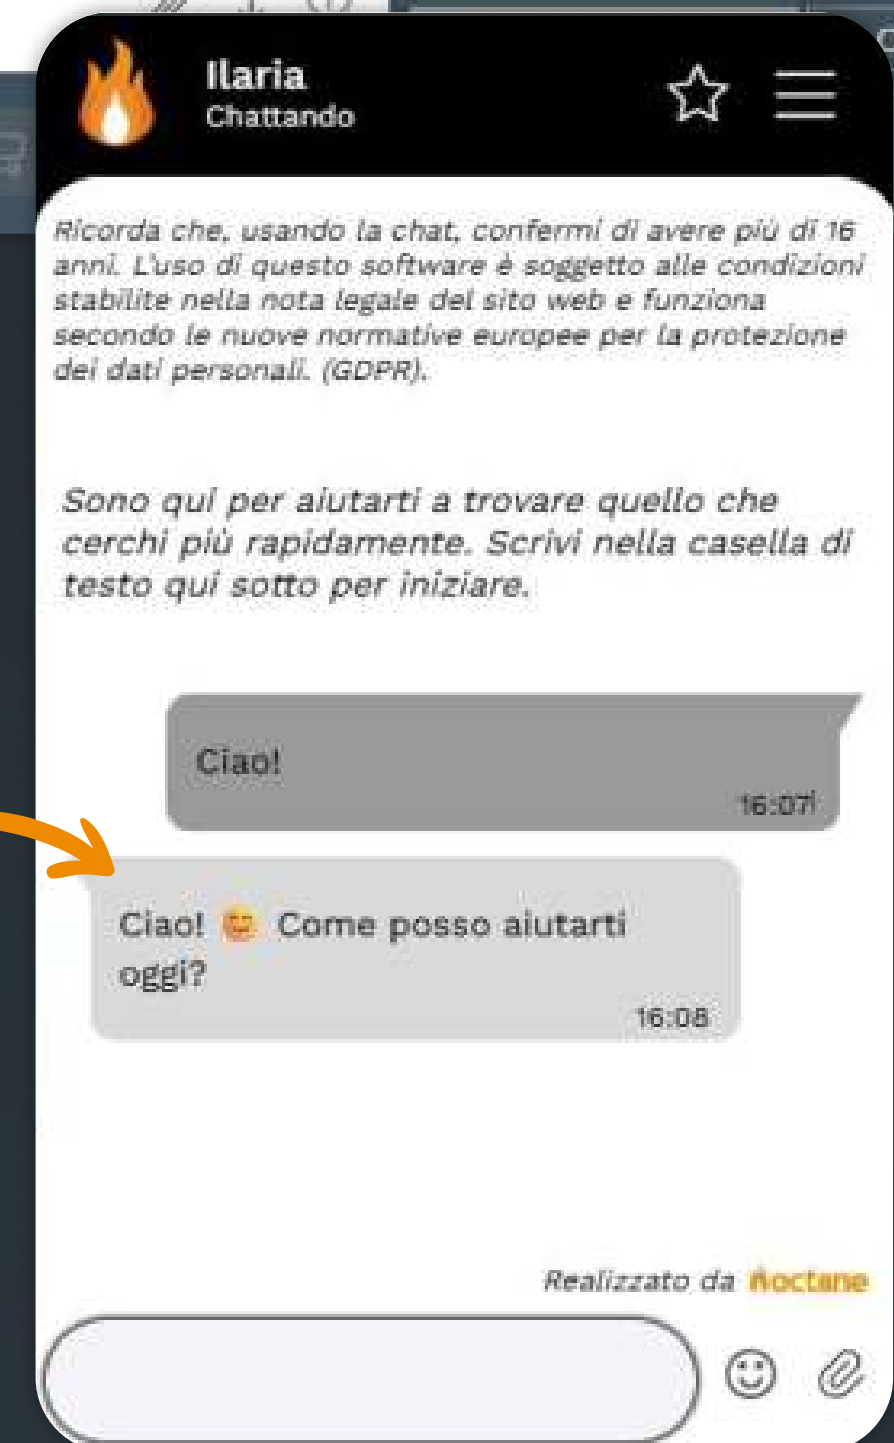 Ilaria
Chattando
Ricorda che, usando la chat, confermi di avere più di 16
anni. L'uso di questo software è soggetto alle condizioni
stabilite nella nota legale del sito web e funziona
secondo le nuove normative europee per la protezione
dei dati personali. (GDPR).
Sono qui per aiutarti a trovare quello che
cerchi più rapidamente. Scrivi nella casella di
testo qui sotto per iniziare.
Ciao!
16:07
Ciao! 😊 Come posso aiutarti
oggi?
16:08
Realizzato da ñoctane